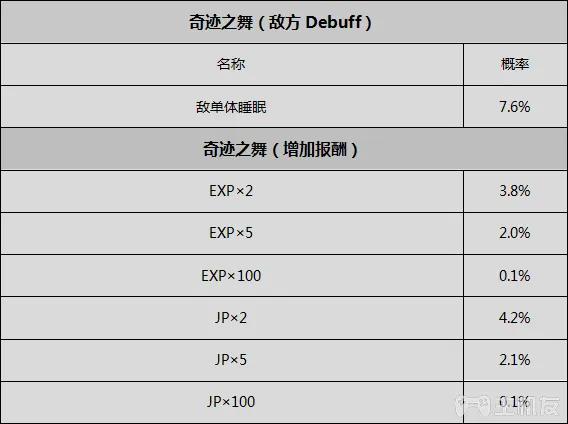 奇迹之舞（敌方 Debuff）
名称 概率
敌单体睡眠 7.6%
奇迹之舞（增加报酬）
EXP×2 3.8%
EXP×5 2.0%
EXP×100 0.1%
JP×2 4.2%
JP×5 2.1%
JP×100 0.1%